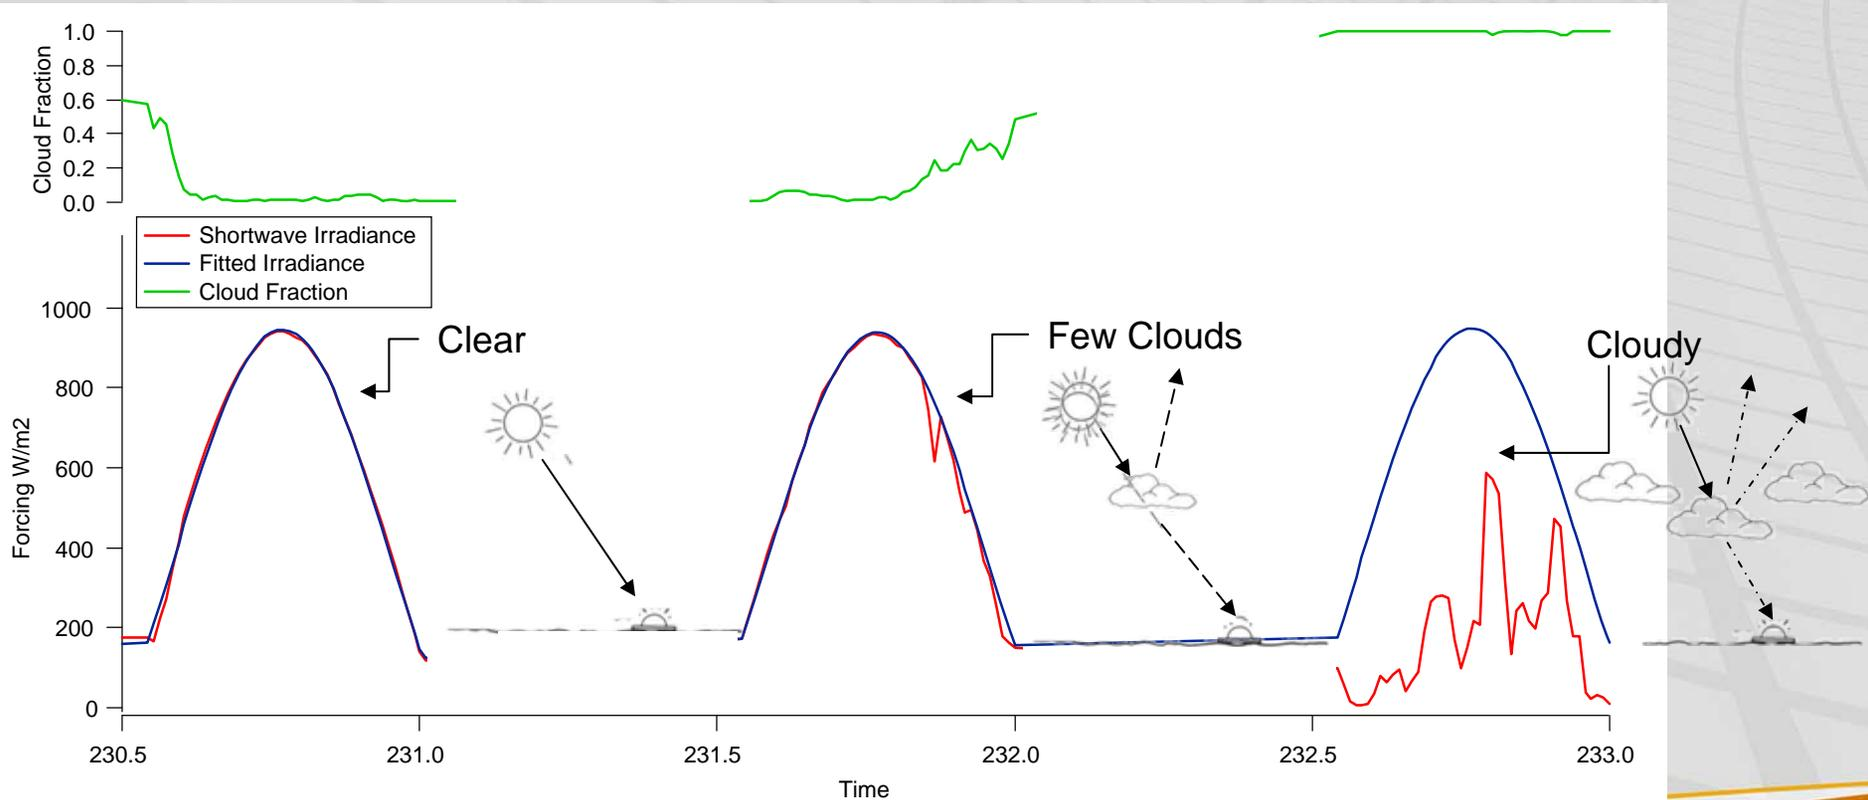 Cloud Fraction
1.0
0.8
0.6
0.4
0.2
0.0
Shortwave Irradiance
Fitted Irradiance
Cloud Fraction
Forcing W/m2
1000
800
600
400
200
0
Clear
Few Clouds
Cloudy
230.5 231.0 231.5 232.0 232.5 233.0
Time